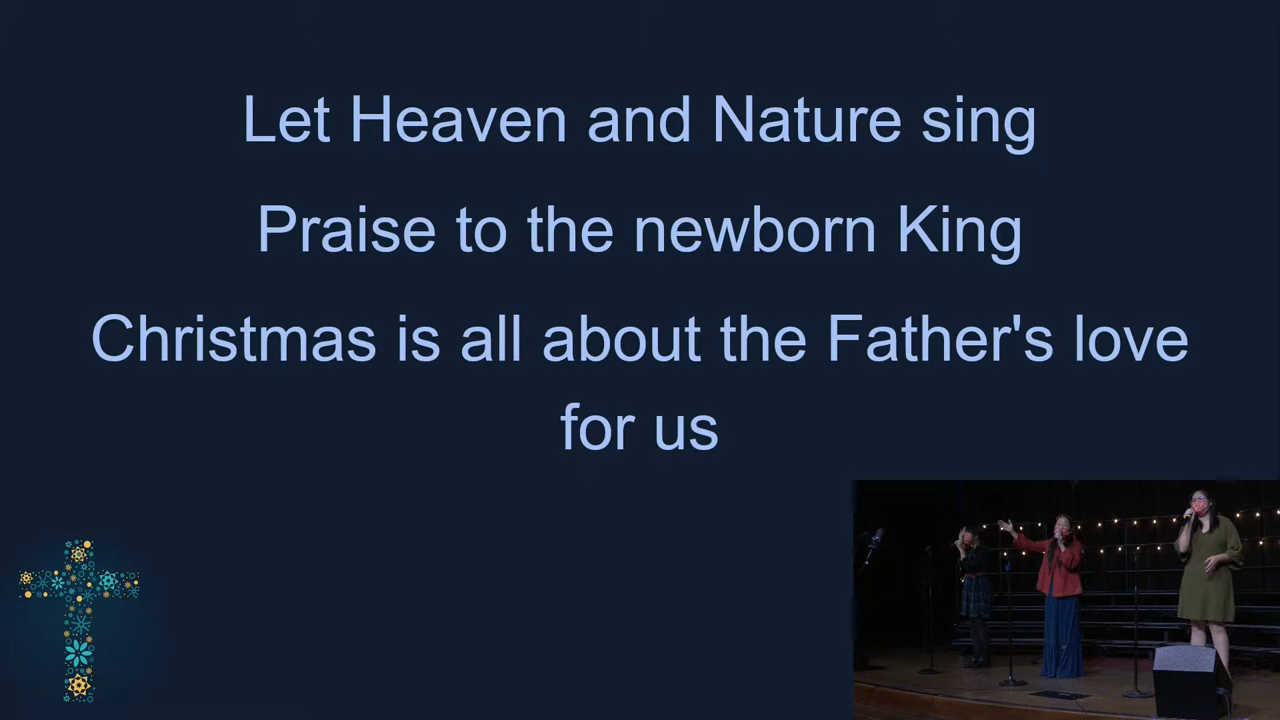 Let Heaven and Nature sing
Praise to the newborn King
Christmas is all about the Father's love
for us